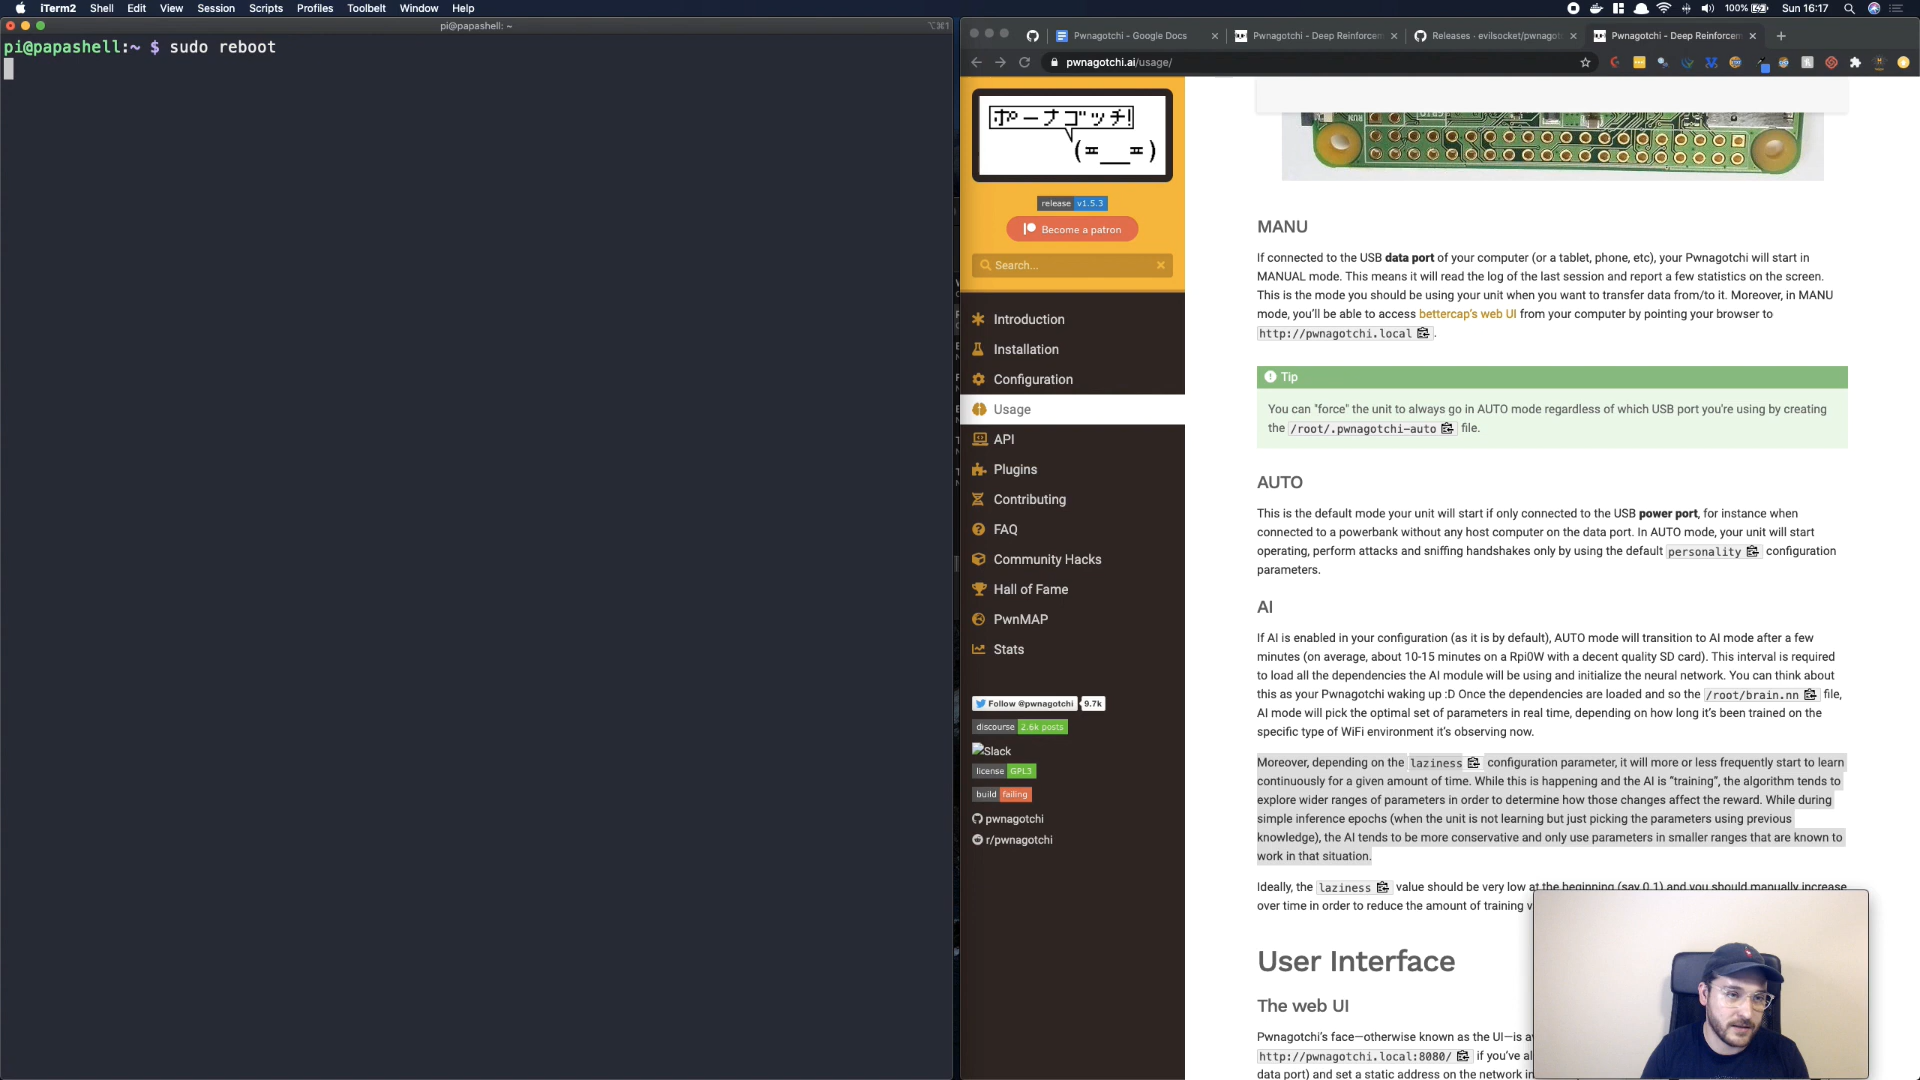 iTerm2 Shell Edit View Session Scripts Profiles Toolbelt Window Help
100% Sun 16:17
pi@papashell: ~
⌥⌘1
pi@papashell:~ $ sudo reboot
Pwnagotchi - Google Docs
Pwnagotchi - Deep Reinforcem
Releases · evilsocket/pwnagot
Pwnagotchi - Deep Reinforcem
pwnagotchi.ai/usage/
ポーナゴッチ!
(=__=)
release v1.5.3
Become a patron
Search...
Introduction
Installation
Configuration
Usage
API
Plugins
Contributing
FAQ
Community Hacks
Hall of Fame
PwnMAP
Stats
Follow @pwnagotchi 9.7k
discourse 2.6k posts
Slack
license GPL3
build failing
pwnagotchi
r/pwnagotchi
RUN
MANU
If connected to the USB data port of your computer (or a tablet, phone, etc), your Pwnagotchi will start in
MANUAL mode. This means it will read the log of the last session and report a few statistics on the screen.
This is the mode you should be using your unit when you want to transfer data from/to it. Moreover, in MANU
mode, you'll be able to access bettercap's web UI from your computer by pointing your browser to
http://pwnagotchi.local .
Tip
You can "force" the unit to always go in AUTO mode regardless of which USB port you're using by creating
the /root/.pwnagotchi-auto file.
AUTO
This is the default mode your unit will start if only connected to the USB power port, for instance when
connected to a powerbank without any host computer on the data port. In AUTO mode, your unit will start
operating, perform attacks and sniffing handshakes only by using the default personality configuration
parameters.
AI
If AI is enabled in your configuration (as it is by default), AUTO mode will transition to AI mode after a few
minutes (on average, about 10-15 minutes on a Rpi0W with a decent quality SD card). This interval is required
to load all the dependencies the AI module will be using and initialize the neural network. You can think about
this as your Pwnagotchi waking up :D Once the dependencies are loaded and so the /root/brain.nn file,
AI mode will pick the optimal set of parameters in real time, depending on how long it's been trained on the
specific type of WiFi environment it's observing now.
Moreover, depending on the laziness configuration parameter, it will more or less frequently start to learn
continuously for a given amount of time. While this is happening and the AI is “training”, the algorithm tends to
explore wider ranges of parameters in order to determine how those changes affect the reward. While during
simple inference epochs (when the unit is not learning but just picking the parameters using previous
knowledge), the AI tends to be more conservative and only use parameters in smaller ranges that are known to
work in that situation.
Ideally, the laziness value should be very low at the beginning (say 0.1) and you should manually increase
over time in order to reduce the amount of training
User Interface
The web UI
Pwnagotchi's face—otherwise known as the UI—is
http://pwnagotchi.local:8080/ if you've al
data port) and set a static address on the network in